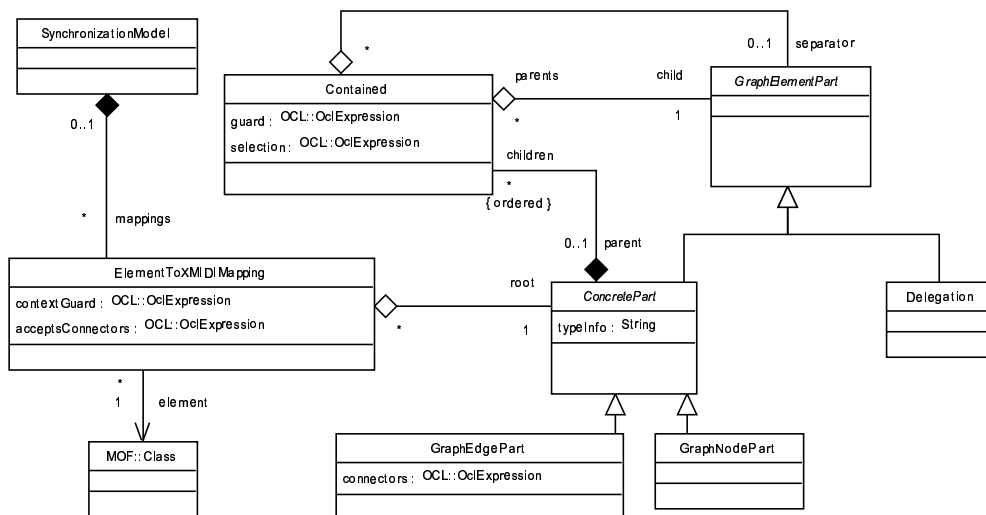 SynchronizationModel
*
0..1
separator
GraphElementPart
Contained
guard : OCL::OclExpression
selection : OCL::OclExpression
parents
child
*
1
0..1
children
*
{ ordered }
*
mappings
0..1
parent
ElementToXMIDIMapping
contextGuard : OCL::OclExpression
acceptsConnectors : OCL::OclExpression
root
*
1
ConcretePart
typeInfo : String
Delegation
*
1
element
MOF::Class
GraphEdgePart
connectors : OCL::OclExpression
GraphNodePart